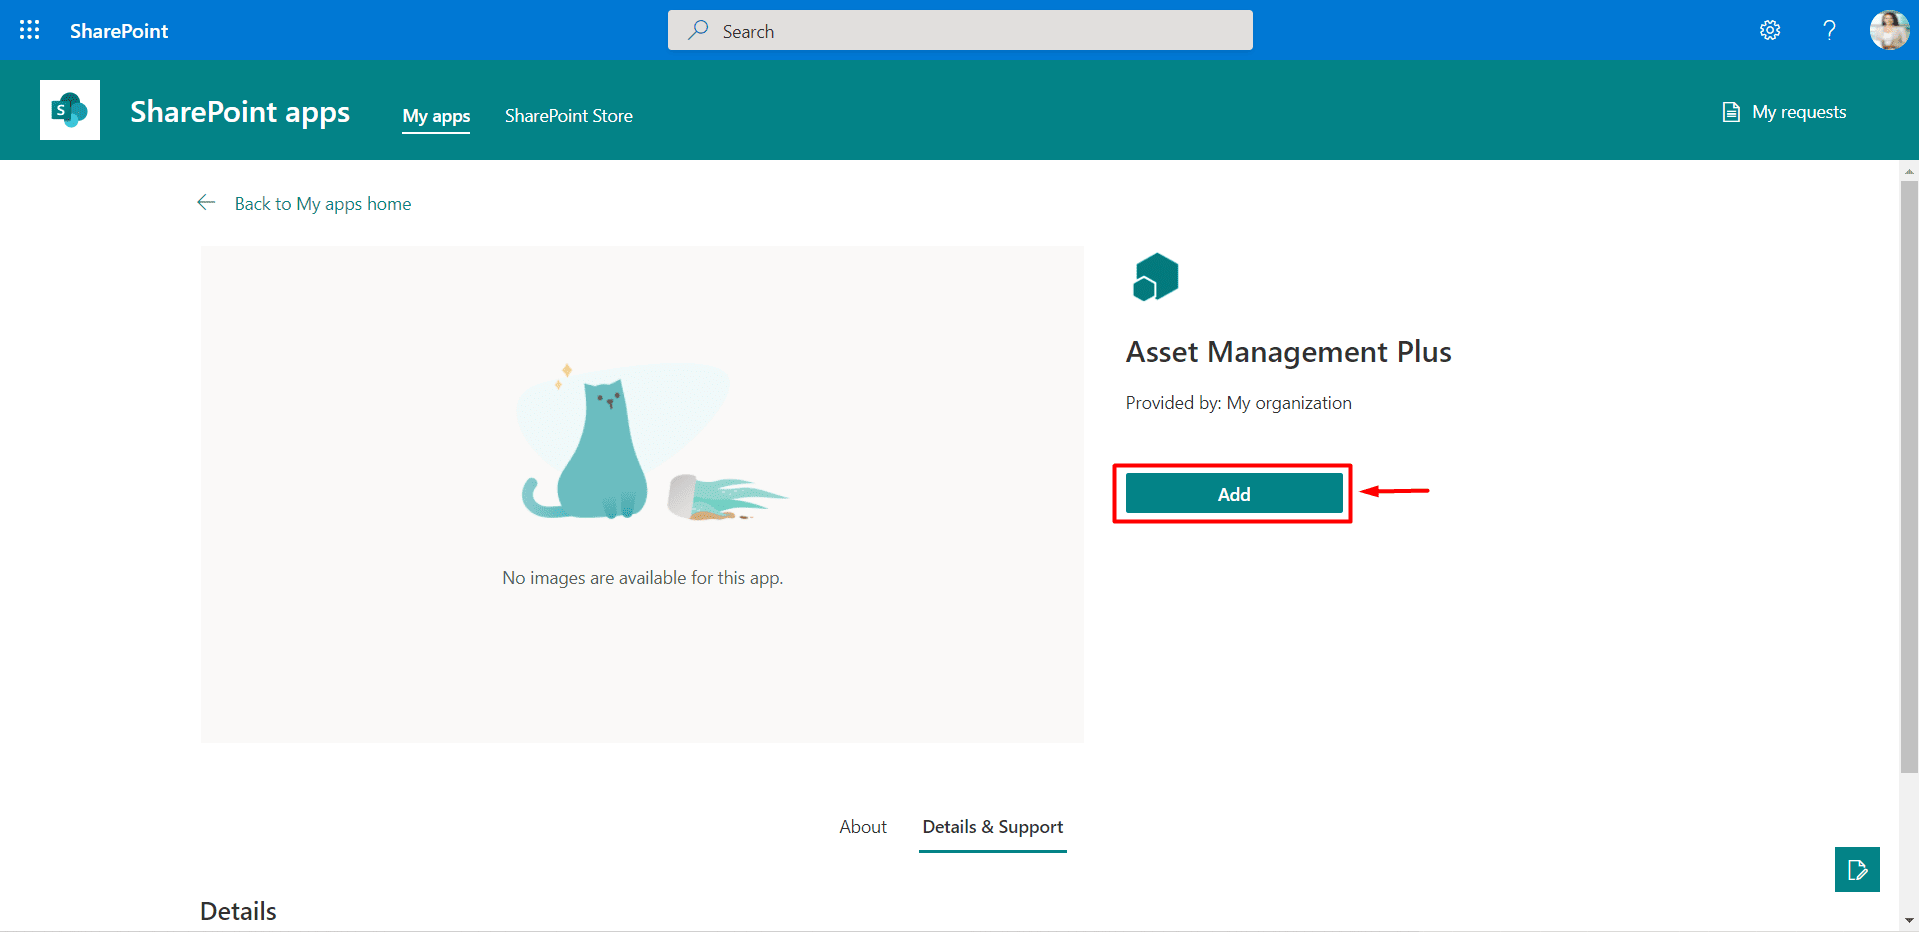 SharePoint
Search
?
S
SharePoint apps
My apps
SharePoint Store
My requests
Back to My apps home
Asset Management Plus
Provided by: My organization
Add
No images are available for this app.
About
Details & Support
Details